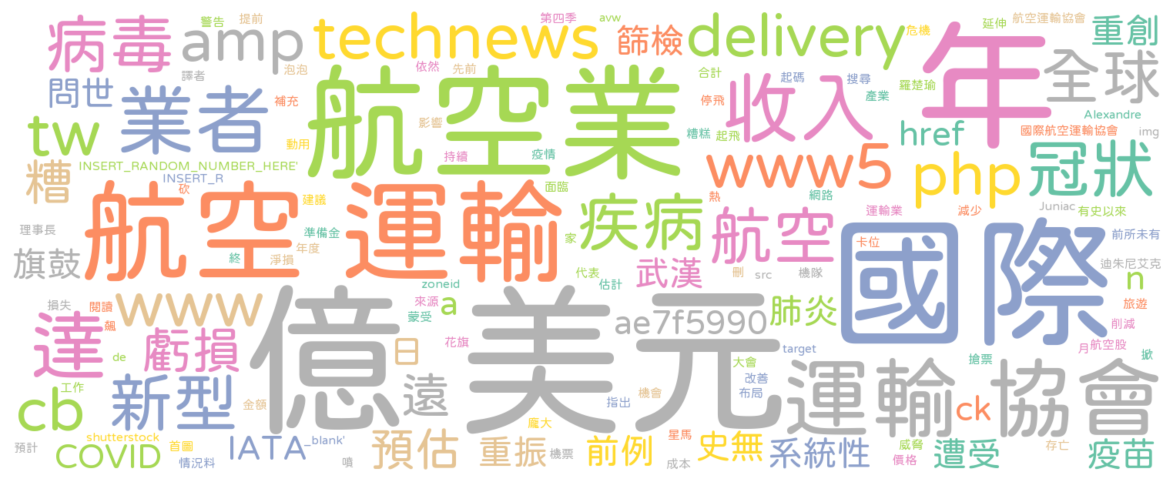 病毒
amp
technews
第四季
avw
警告
提前
篩檢
delivery
危機
延伸
航空運輸協會
重創
譯者
泡泡
依然
先前
合計
起碼
搜尋
羅楚瑜
年
全球
問世
業者
補充
航空業
停飛
收入
產業
Alexandre
tw
動用
影響
糟糕
起飛
href
國際航空運輸協會
img
INSERT_RANDOM_NUMBER_HERE'
INSERT_R
砍
持續
疫情
www5
php
冠狀
糟
建議
面臨
熱
網路
Juniac
有史以來
理事長
航空
運輸
準備金
年度
疾病
航空
運輸業
減少
前所未有
旗鼓
終
淨損
家
卡位
國際
迪朱尼艾克
代表
武漢
刪
src
機隊
n
zoneid
估計
損失
閱讀
www
來源
a
蒙受
ae7f5990
肺炎
旅遊
飆
削減
達
虧損
日
億
美元
花旗
target
月
航空股
掀
de
大會
搶票
工作
新型
遠
改善
布局
運輸
協會
cb
金額
指出
機會
ck
預計
shutterstock
善圖
IATA
_blank'
龐大
星馬
威脅
存亡
COVID
情況料
嗆
預估
重振
機票
前例
成本
史無
系統性
價格
遭受
疫苗